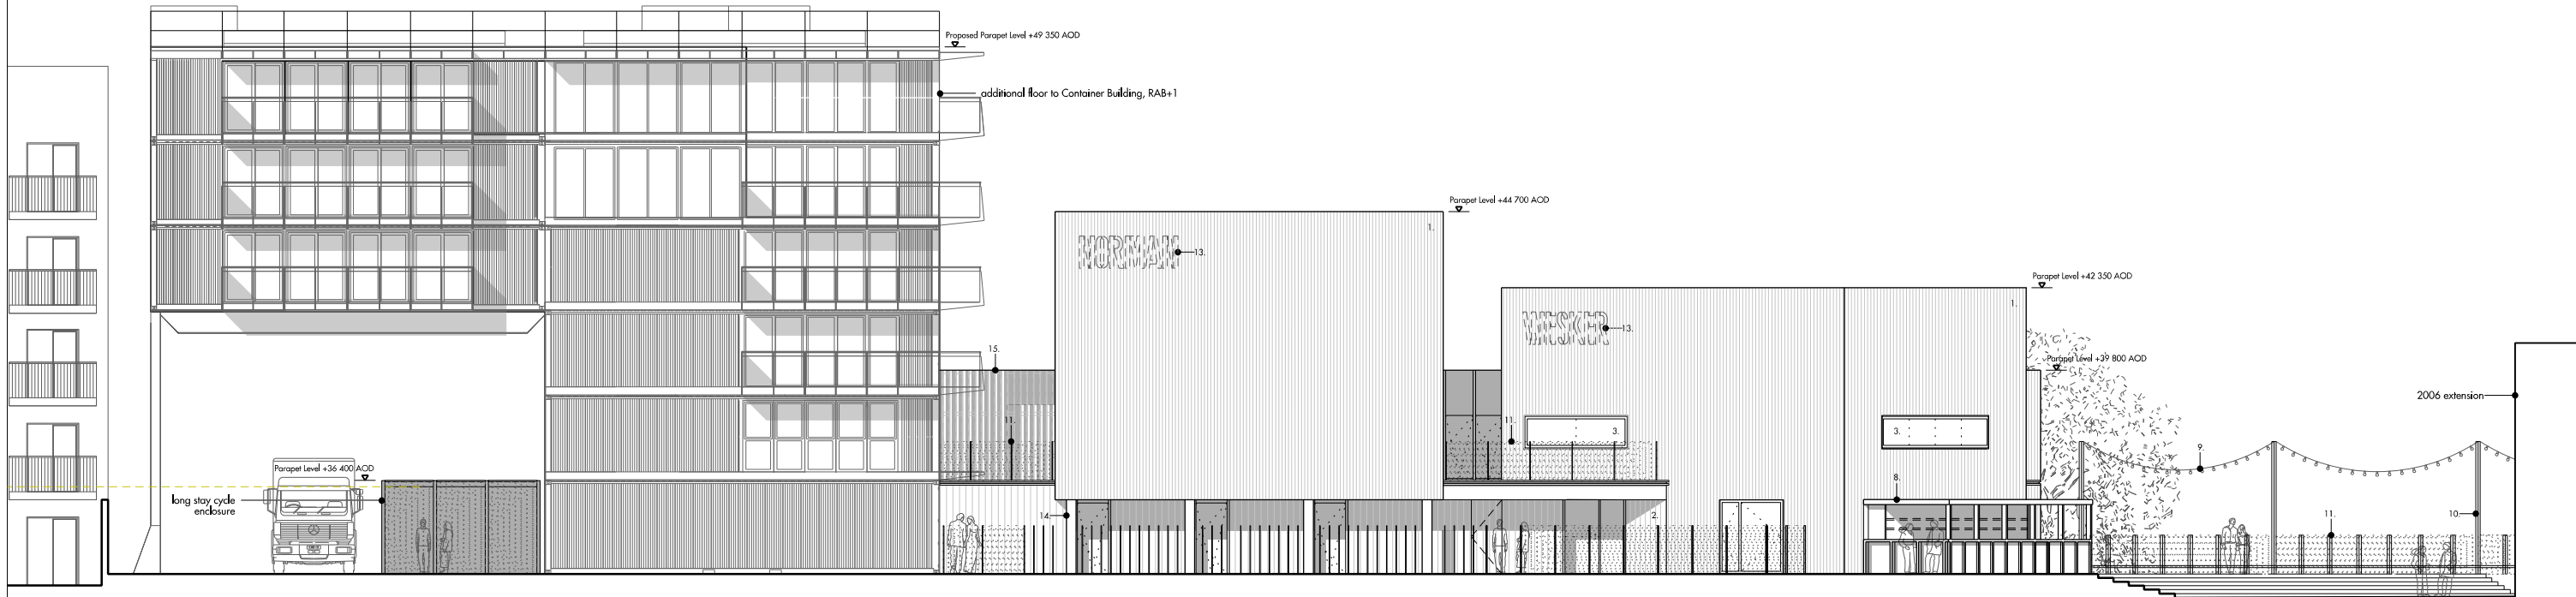 Proposed Parapet Level +49 350 AOD
additional floor to Container Building, RAB+1
Parapet Level +44 700 AOD
1.
NORMAN
13.
Parapet Level +42 350 AOD
1.
WESKER
13.
15.
Parapet Level +39 800 AOD
2006 extension
11.
11.
3.
3.
9.
Parapet Level +36 400 AOD
long stay cycle
enclosure
8.
14.
2.
11.
10.